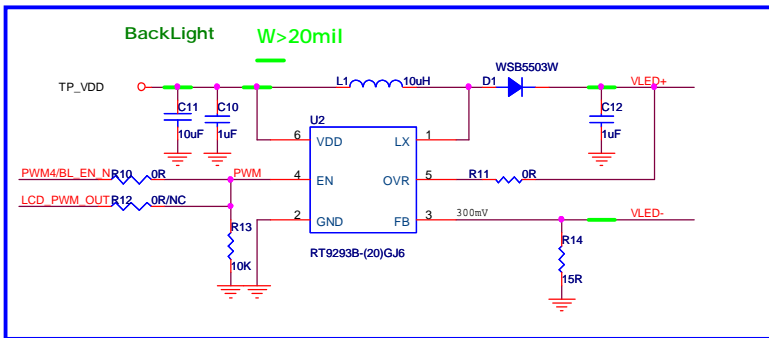 BackLight
W>20mil
TP_VDD
L1
10uH
D1
WSB5503W
VLED+
C11
10uF
C10
1uF
C12
1uF
U2
6
VDD
LX
1
PWM4/BL_EN_N
R10
0R
PWM
4
EN
OVR
5
R11
0R
LCD_PWM_OUT
R12
0R/NC
2
GND
FB
3
300mV
VLED-
R13
10K
RT9293B-(20)GJ6
R14
15R